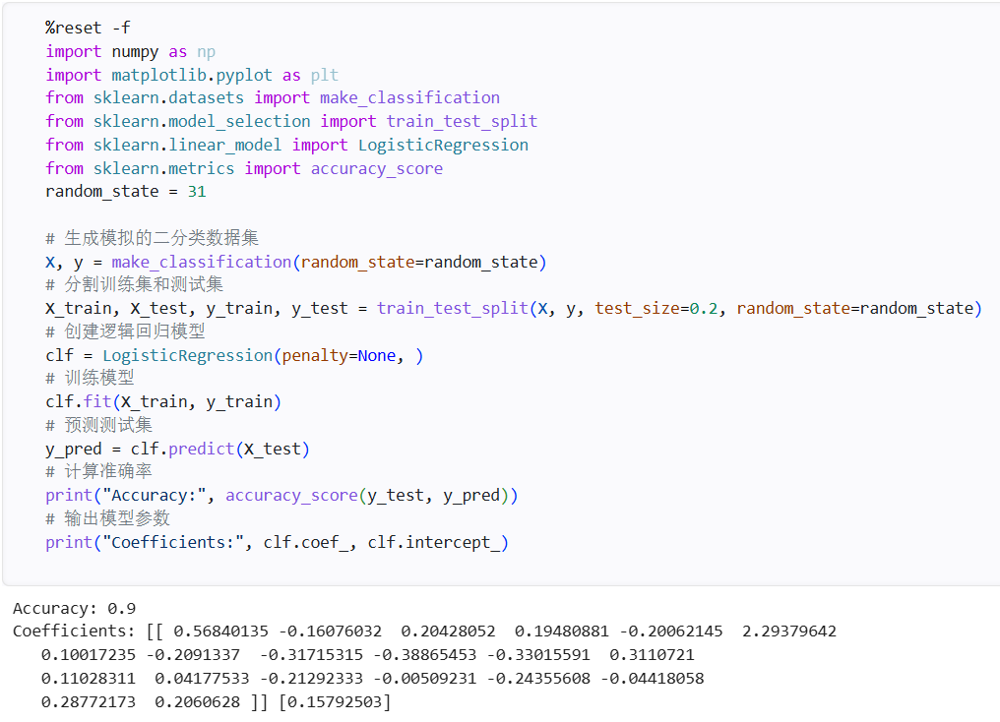 %reset -f
import numpy as np
import matplotlib.pyplot as plt
from sklearn.datasets import make_classification
from sklearn.model_selection import train_test_split
from sklearn.linear_model import LogisticRegression
from sklearn.metrics import accuracy_score
random_state = 31

# 生成模拟的二分类数据集
X, y = make_classification(random_state=random_state)
# 分割训练集和测试集
X_train, X_test, y_train, y_test = train_test_split(X, y, test_size=0.2, random_state=random_state)
# 创建逻辑回归模型
clf = LogisticRegression(penalty=None, )
# 训练模型
clf.fit(X_train, y_train)
# 预测测试集
y_pred = clf.predict(X_test)
# 计算准确率
print("Accuracy:", accuracy_score(y_test, y_pred))
# 输出模型参数
print("Coefficients:", clf.coef_, clf.intercept_)

Accuracy: 0.9
Coefficients: [[ 0.56840135 -0.16076032  0.20428052  0.19480881 -0.20062145  2.29379642
   0.10017235 -0.2091337  -0.31715315 -0.38865453 -0.33015591  0.3110721
   0.11028311  0.04177533 -0.21292333 -0.00509231 -0.24355608 -0.04418058
   0.28772173  0.2060628 ]] [0.15792503]